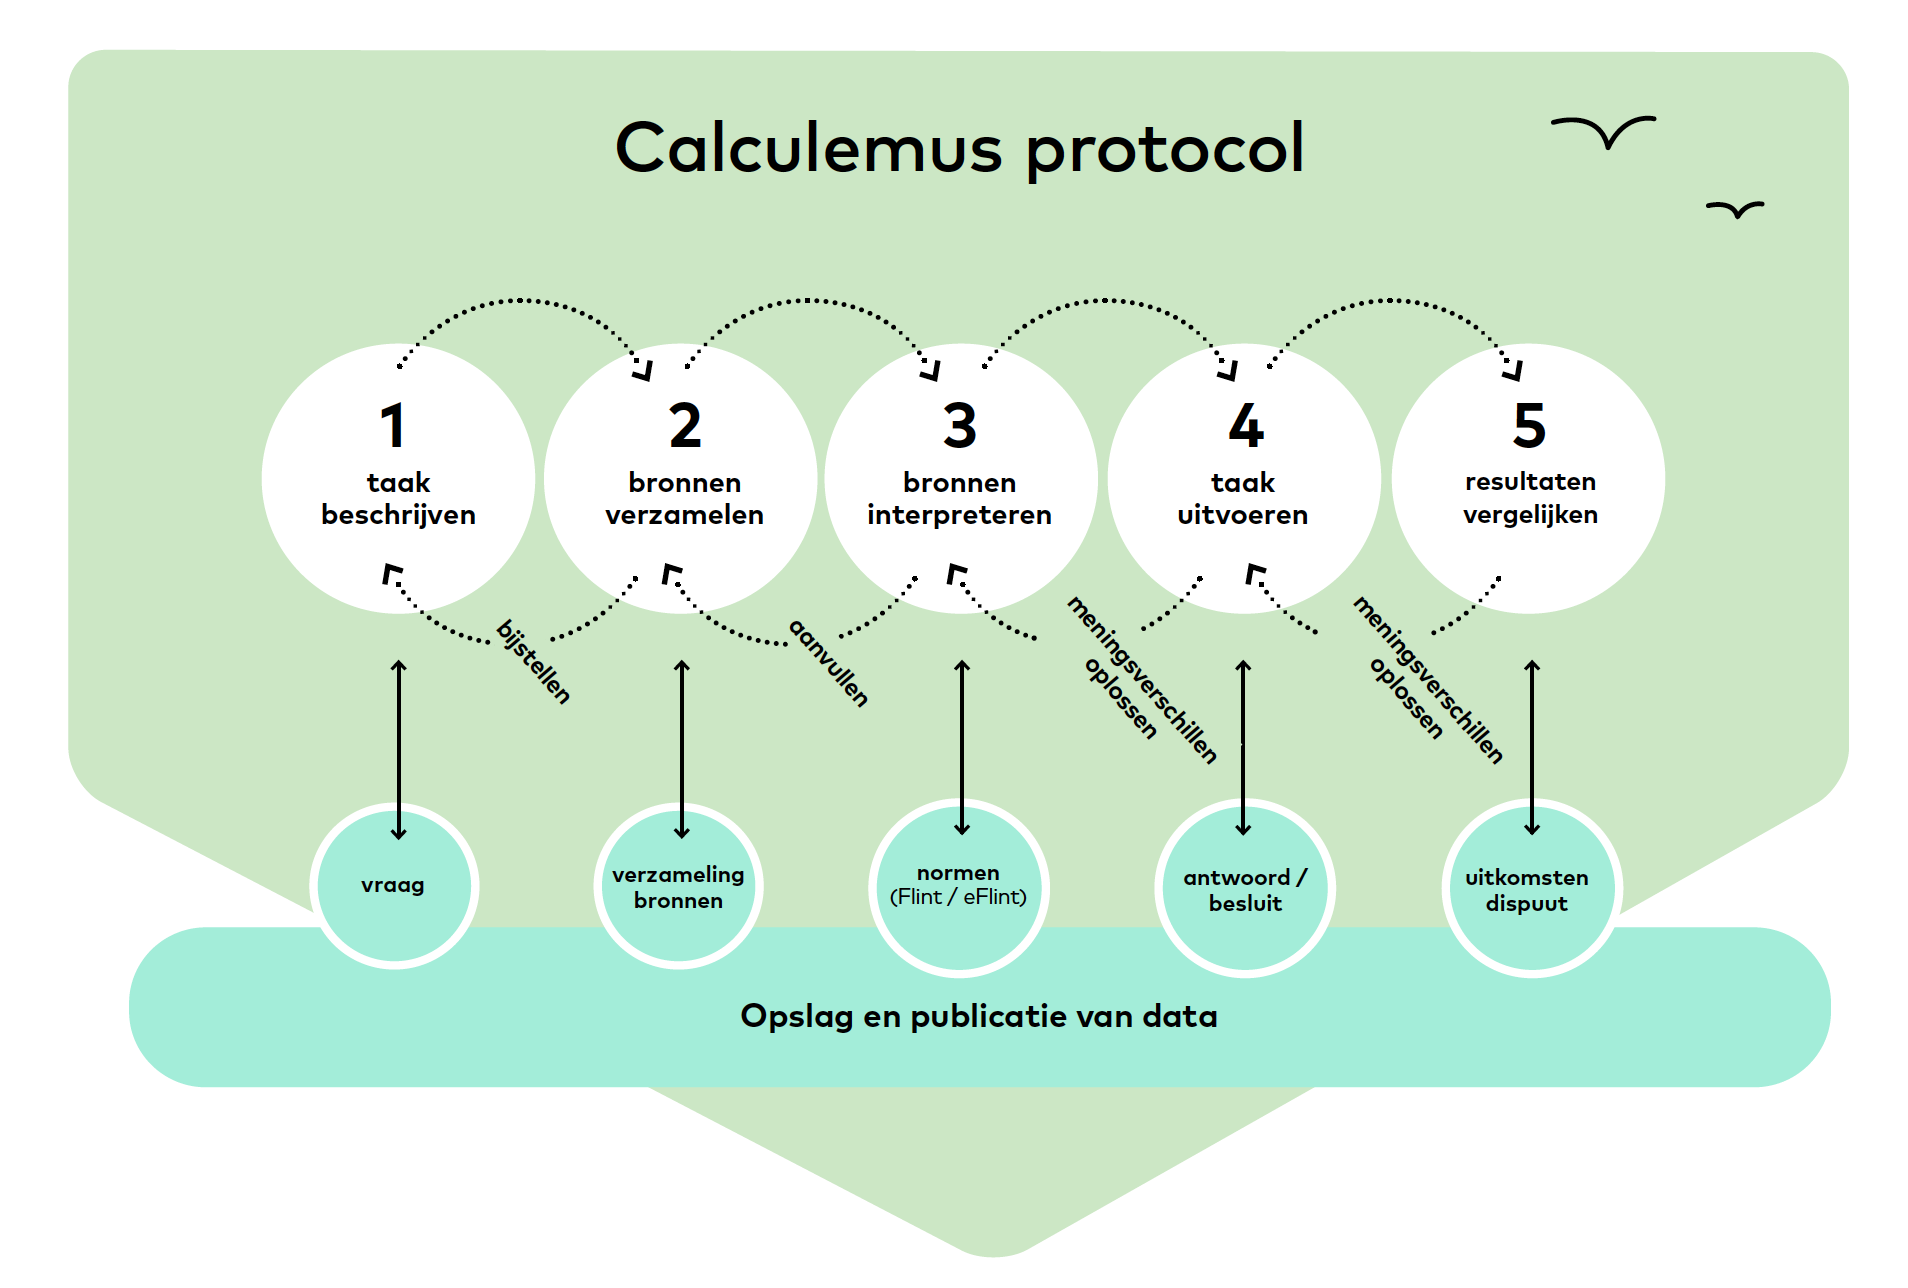 Calculemus protocol
1
taak
beschrijven
2
bronnen
verzamelen
3
bronnen
interpreteren
4
taak
uitvoeren
5
resultaten
vergelijken
bijstellen
aanvullen
meningsverschillen
oplossen
meningsverschillen
oplossen
vraag
verzameling
bronnen
normen
(Flint / eFlint)
antwoord /
besluit
uitkomsten
dispuut
Opslag en publicatie van data